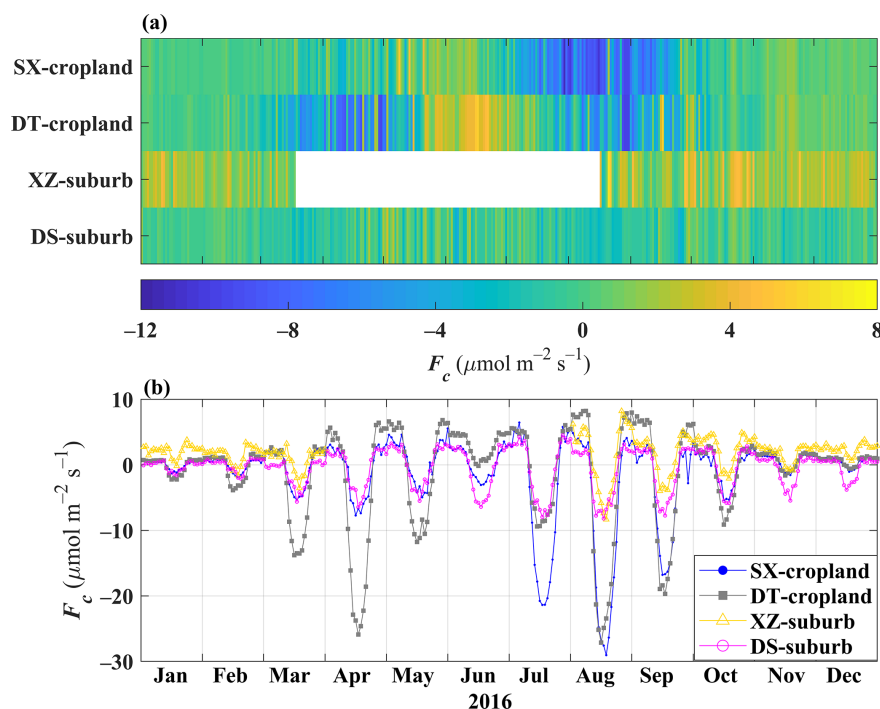 (a)
SX-cropland
DT-cropland
XZ-suburb
DS-suburb
−12 −8 −4 0 4 8
F_c (μmol m⁻² s⁻¹)
(b)
10
0
−10
−20
−30
F_c (μmol m⁻² s⁻¹)
SX-cropland
DT-cropland
XZ-suburb
DS-suburb
Jan Feb Mar Apr May Jun Jul Aug Sep Oct Nov Dec
2016